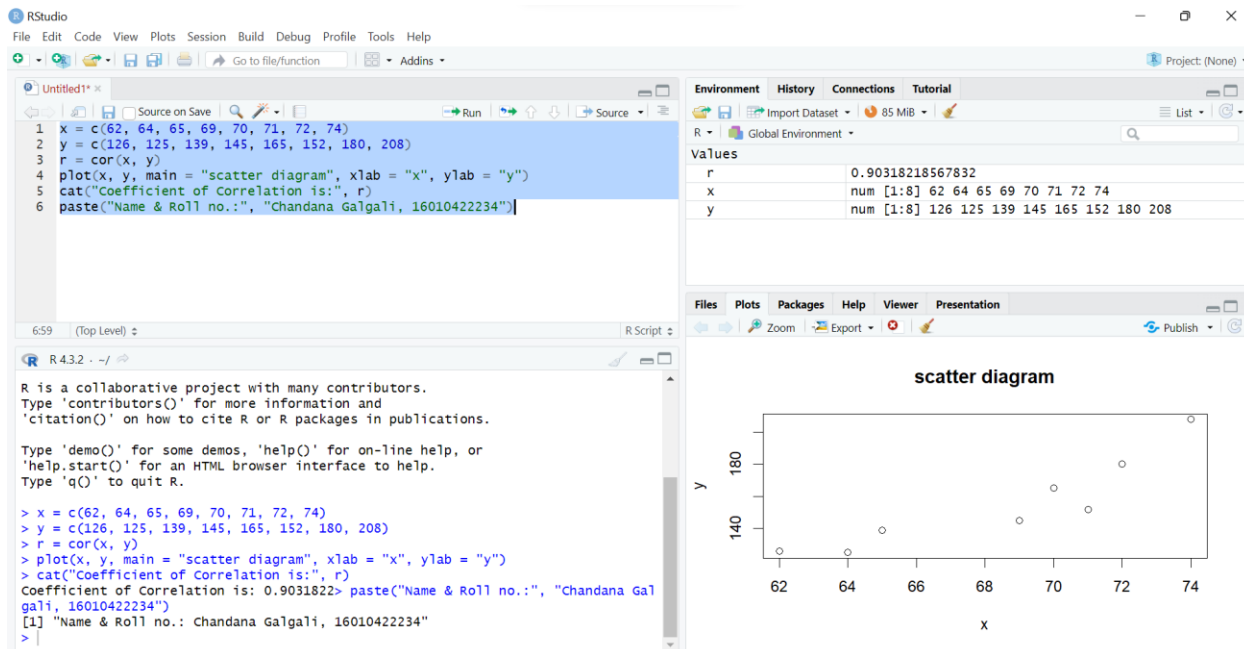 RStudio
File Edit Code View Plots Session Build Debug Profile Tools Help
Go to file/function Addins Project: (None)
Untitled1*
Source on Save Run Source
1 x = c(62, 64, 65, 69, 70, 71, 72, 74)
2 y = c(126, 125, 139, 145, 165, 152, 180, 208)
3 r = cor(x, y)
4 plot(x, y, main = "scatter diagram", xlab = "x", ylab = "y")
5 cat("Coefficient of Correlation is:", r)
6 paste("Name & Roll no.:", "Chandana Galgali, 16010422234")
6:59 (Top Level) R Script
R 4.3.2 · ~/
R is a collaborative project with many contributors.
Type 'contributors()' for more information and
'citation()' on how to cite R or R packages in publications.
Type 'demo()' for some demos, 'help()' for on-line help, or
'help.start()' for an HTML browser interface to help.
Type 'q()' to quit R.
> x = c(62, 64, 65, 69, 70, 71, 72, 74)
> y = c(126, 125, 139, 145, 165, 152, 180, 208)
> r = cor(x, y)
> plot(x, y, main = "scatter diagram", xlab = "x", ylab = "y")
> cat("Coefficient of Correlation is:", r)
Coefficient of Correlation is: 0.9031822> paste("Name & Roll no.:", "Chandana Gal
gali, 16010422234")
[1] "Name & Roll no.: Chandana Galgali, 16010422234"
>
Environment History Connections Tutorial
Import Dataset 85 MiB List
R Global Environment
Values
r 0.90318218567832
x num [1:8] 62 64 65 69 70 71 72 74
y num [1:8] 126 125 139 145 165 152 180 208
Files Plots Packages Help Viewer Presentation
Zoom Export Publish
scatter diagram
y
180
140
62 64 66 68 70 72 74
x